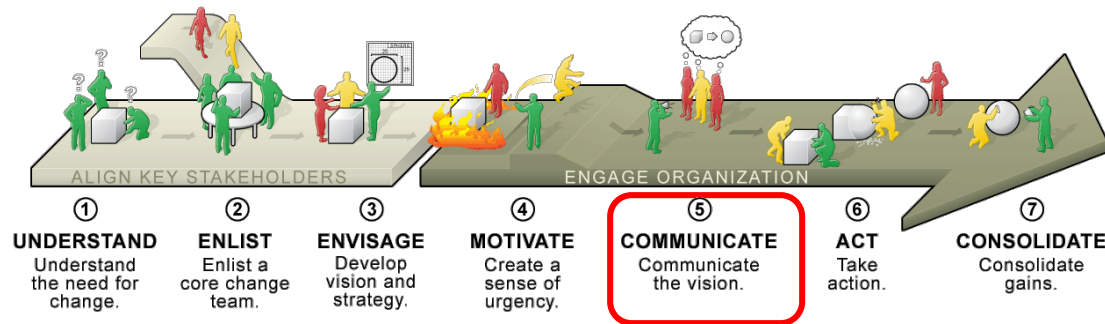 ?
?
?
SPHERE
ALIGN KEY STAKEHOLDERS
ENGAGE ORGANIZATION
1
UNDERSTAND
Understand
the need for
change.
2
ENLIST
Enlist a
core change
team.
3
ENVISAGE
Develop
vision and
strategy.
4
MOTIVATE
Create a
sense of
urgency.
5
COMMUNICATE
Communicate
the vision.
6
ACT
Take
action.
7
CONSOLIDATE
Consolidate
gains.